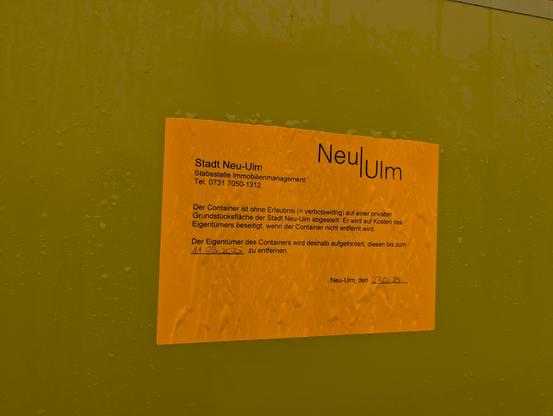 Neu|Ulm
Stadt Neu-Ulm
Stabsstelle Immobilienmanagement
Tel. 0731 7050-1312
Der Container ist ohne Erlaubnis (= verbotswidrig) auf einer privaten
Grundstücksfläche der Stadt Neu-Ulm abgestellt. Er wird auf Kosten des
Eigentümers beseitigt, wenn der Container nicht entfernt wird.
Der Eigentümer des Containers wird deshalb aufgefordert, diesen bis zum
zu entfernen.
Neu-Ulm, den